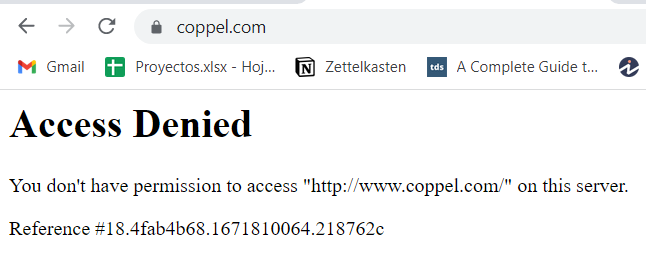 coppel.com
Gmail Proyectos.xlsx - Hoj... N Zettelkasten tds A Complete Guide t...
Access Denied
You don't have permission to access "http://www.coppel.com/" on this server.
Reference #18.4fab4b68.1671810064.218762c